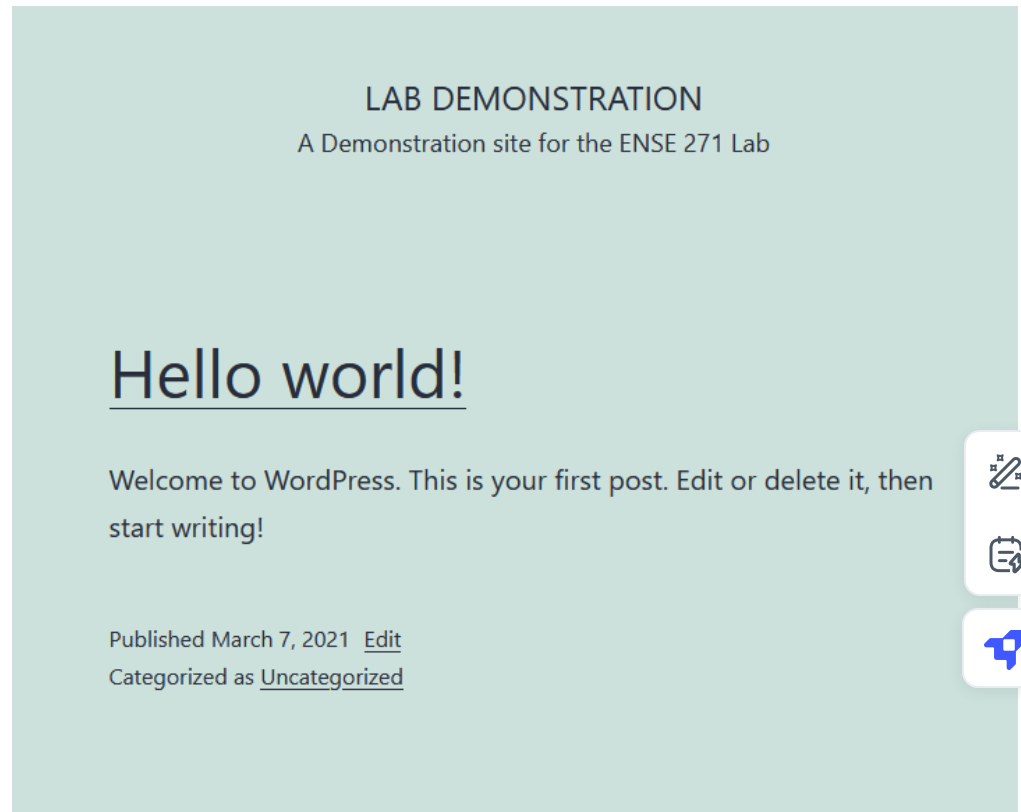 LAB DEMONSTRATION
A Demonstration site for the ENSE 271 Lab
Hello world!
Welcome to WordPress. This is your first post. Edit or delete it, then
start writing!
Published March 7, 2021 Edit
Categorized as Uncategorized